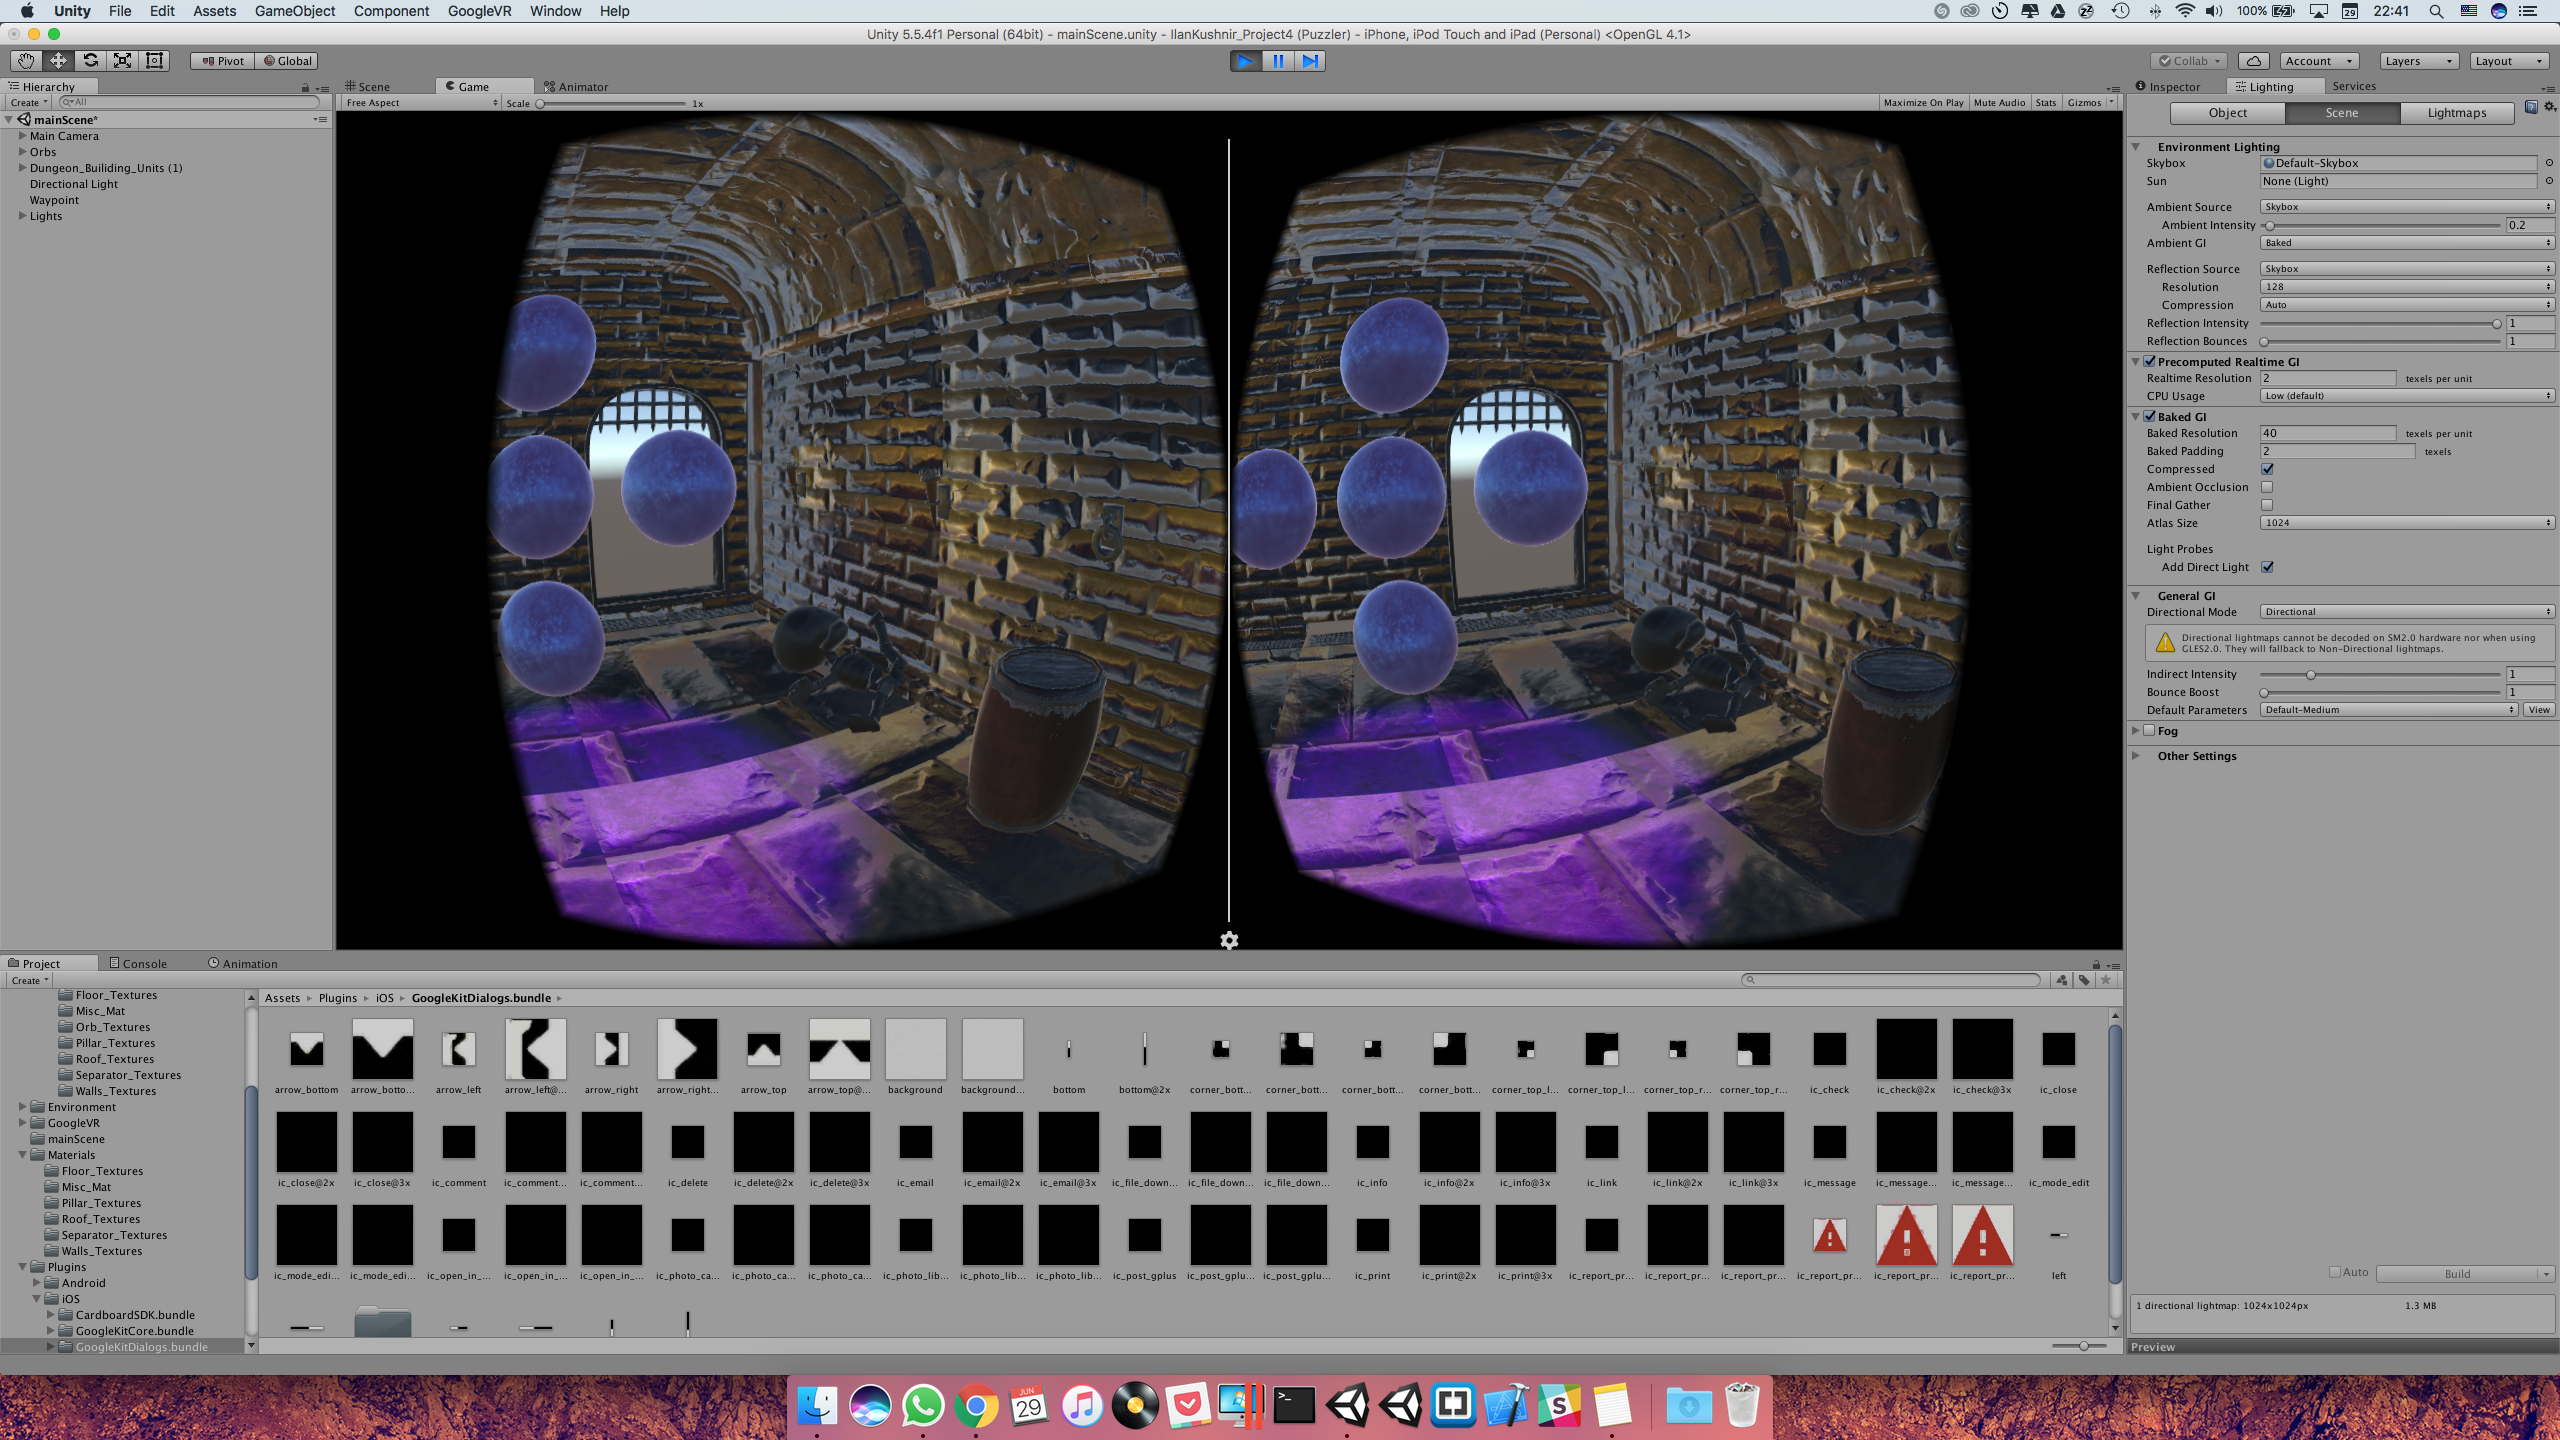 Unity File Edit Assets GameObject Component GoogleVR Window Help 100% 29 22:41
Unity 5.5.4f1 Personal (64bit) - mainScene.unity - IlanKushnir_Project4 (Puzzler) - iPhone, iPod Touch and iPad (Personal) <OpenGL 4.1>
Pivot Global Collab Account Layers Layout
Hierarchy
Create All
mainScene*
Main Camera
Orbs
Dungeon_Builiding_Units (1)
Directional Light
Waypoint
Lights
Scene Game Animator
Free Aspect Scale 1x Maximize On Play Mute Audio Stats Gizmos
Inspector Lighting Services
Object Scene Lightmaps
Environment Lighting
Skybox Default-Skybox
Sun None (Light)
Ambient Source Skybox
Ambient Intensity 0.2
Ambient GI Baked
Reflection Source Skybox
Resolution 128
Compression Auto
Reflection Intensity 1
Reflection Bounces 1
Precomputed Realtime GI
Realtime Resolution 2 texels per unit
CPU Usage Low (default)
Baked GI
Baked Resolution 40 texels per unit
Baked Padding 2 texels
Compressed
Ambient Occlusion
Final Gather
Atlas Size 1024
Light Probes
Add Direct Light
General GI
Directional Mode Directional
Directional lightmaps cannot be decoded on SM2.0 hardware nor when using
GLES2.0. They will fallback to Non-Directional lightmaps.
Indirect Intensity 1
Bounce Boost 1
Default Parameters Default-Medium View
Fog
Other Settings
Auto Build
1 directional lightmap: 1024x1024px 1.3 MB
Preview
Project Console Animation
Create
Floor_Textures
Misc_Mat
Orb_Textures
Pillar_Textures
Roof_Textures
Separator_Textures
Walls_Textures
Environment
GoogleVR
mainScene
Materials
Floor_Textures
Misc_Mat
Pillar_Textures
Roof_Textures
Separator_Textures
Walls_Textures
Plugins
Android
iOS
CardboardSDK.bundle
GoogleKitCore.bundle
GoogleKitDialogs.bundle
Assets Plugins iOS GoogleKitDialogs.bundle
arrow_bottom arrow_botto... arrow_left arrow_left@... arrow_right arrow_right... arrow_top arrow_top@... background background... bottom bottom@2x corner_bott... corner_bott... corner_bott... corner_bott... corner_top_l... corner_top_l... corner_top_r... corner_top_r... ic_check ic_check@2x ic_check@3x ic_close
ic_close@2x ic_close@3x ic_comment ic_comment... ic_comment... ic_delete ic_delete@2x ic_delete@3x ic_email ic_email@2x ic_email@3x ic_file_down... ic_file_down... ic_file_down... ic_info ic_info@2x ic_info@3x ic_link ic_link@2x ic_link@3x ic_message ic_message... ic_message... ic_mode_edit
ic_mode_edi... ic_mode_edi... ic_open_in_... ic_open_in_... ic_open_in_... ic_photo_ca... ic_photo_ca... ic_photo_ca... ic_photo_lib... ic_photo_lib... ic_photo_lib... ic_post_gplus ic_post_gplu... ic_post_gplu... ic_print ic_print@2x ic_print@3x ic_report_pr... ic_report_pr... ic_report_pr... ic_report_pr... ic_report_pr... ic_report_pr... left
JUN
29